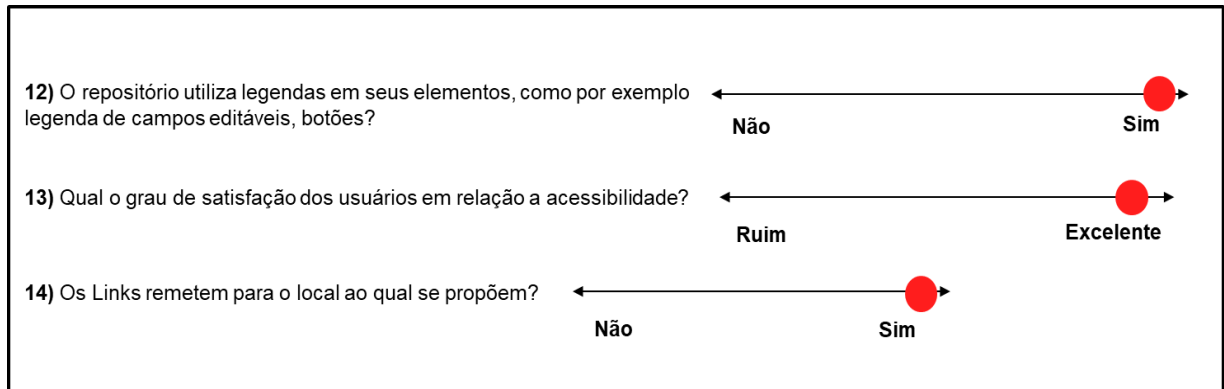 12) O repositório utiliza legendas em seus elementos, como por exemplo
legenda de campos editáveis, botões?
Não Sim
13) Qual o grau de satisfação dos usuários em relação a acessibilidade?
Ruim Excelente
14) Os Links remetem para o local ao qual se propõem?
Não Sim